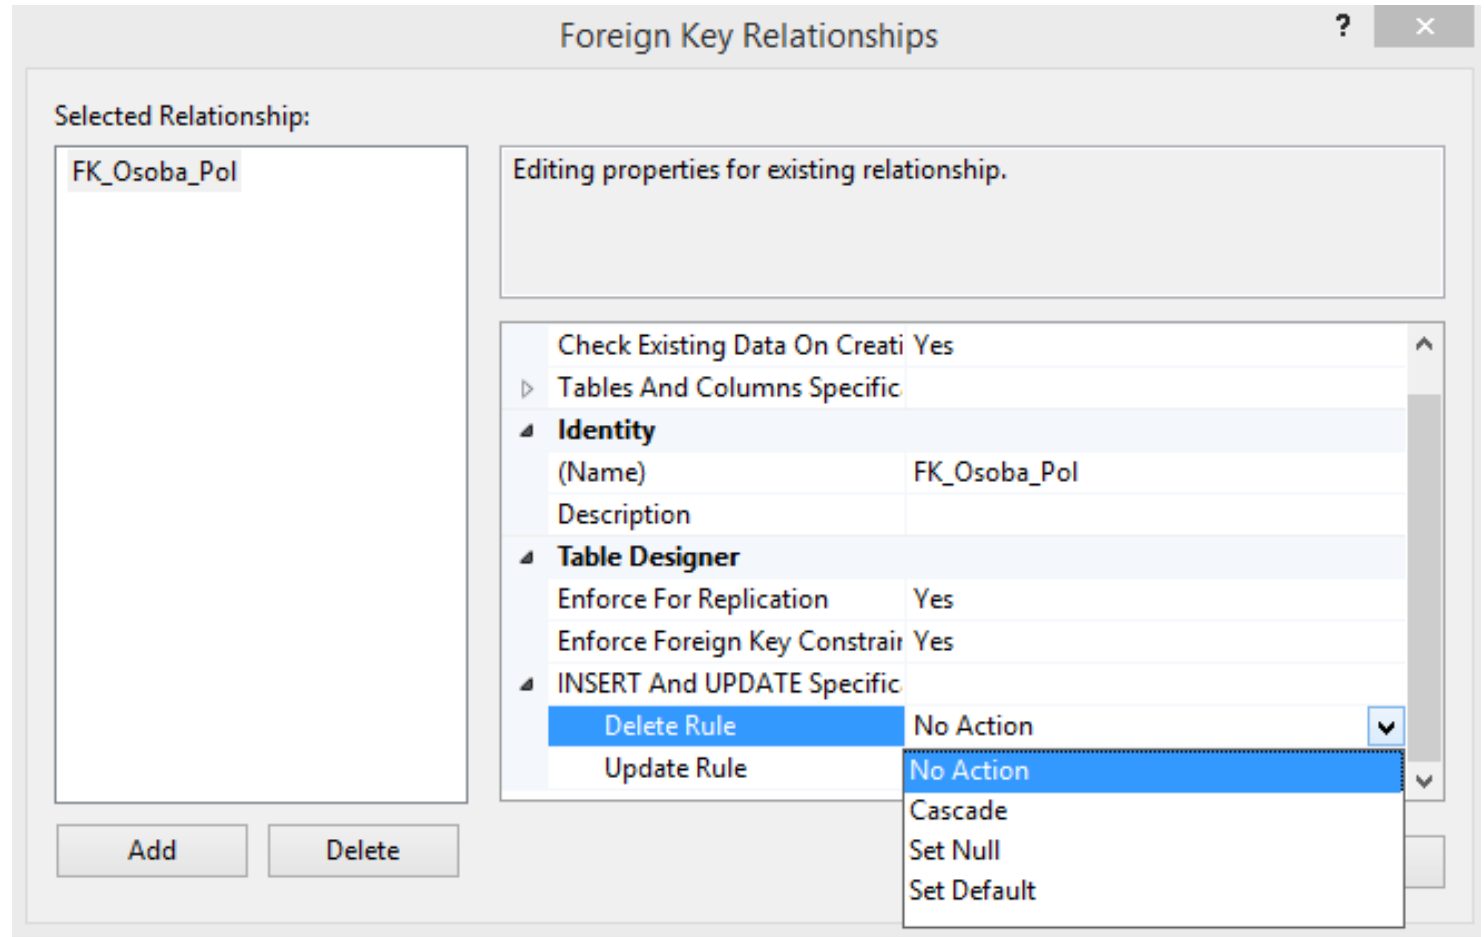 Foreign Key Relationships
?
Selected Relationship:
FK_Osoba_Pol
Editing properties for existing relationship.
Check Existing Data On Creati Yes
Tables And Columns Specific
Identity
(Name) FK_Osoba_Pol
Description
Table Designer
Enforce For Replication Yes
Enforce Foreign Key Constrair Yes
INSERT And UPDATE Specific
Delete Rule No Action
Update Rule
No Action
Cascade
Set Null
Set Default
Add Delete